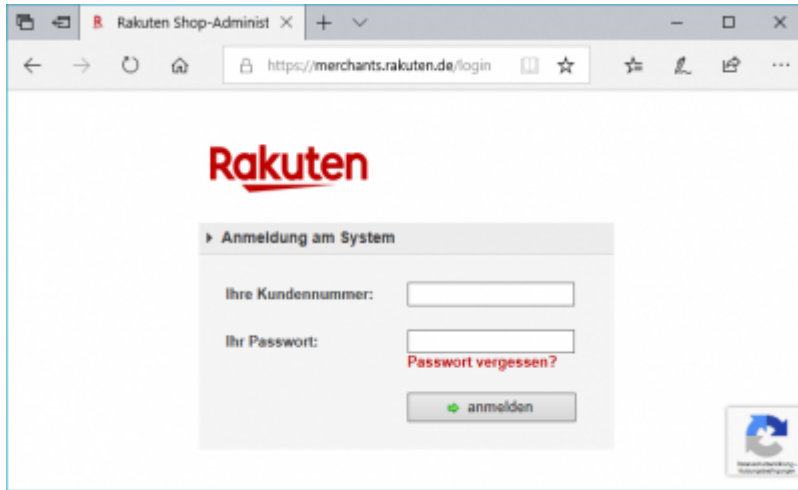 Rakuten Shop-Administ
https://merchants.rakuten.de/login
Rakuten
Anmeldung am System
Ihre Kundennummer:
Ihr Passwort:
Passwort vergessen?
anmelden